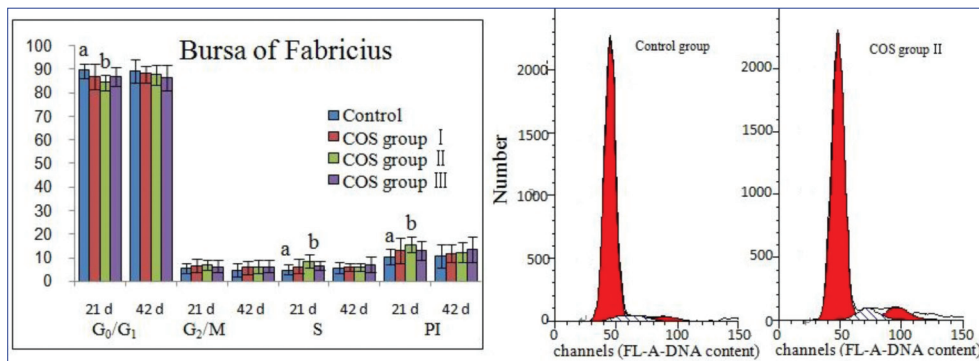 Bursa of Fabricius
100
90
80
70
60
50
40
30
20
10
0
a
b
a
b
a
b
Control
COS group Ⅰ
COS group Ⅱ
COS group Ⅲ
21 d 42 d 21 d 42 d 21 d 42 d 21 d 42 d
G0/G1 G2/M S PI
Number
Control group
2000
1500
1000
500
0
0 50 100 150
channels (FL-A-DNA content)
COS group Ⅱ
2000
1500
1000
500
0
0 50 100 150
channels (FL-A-DNA content)